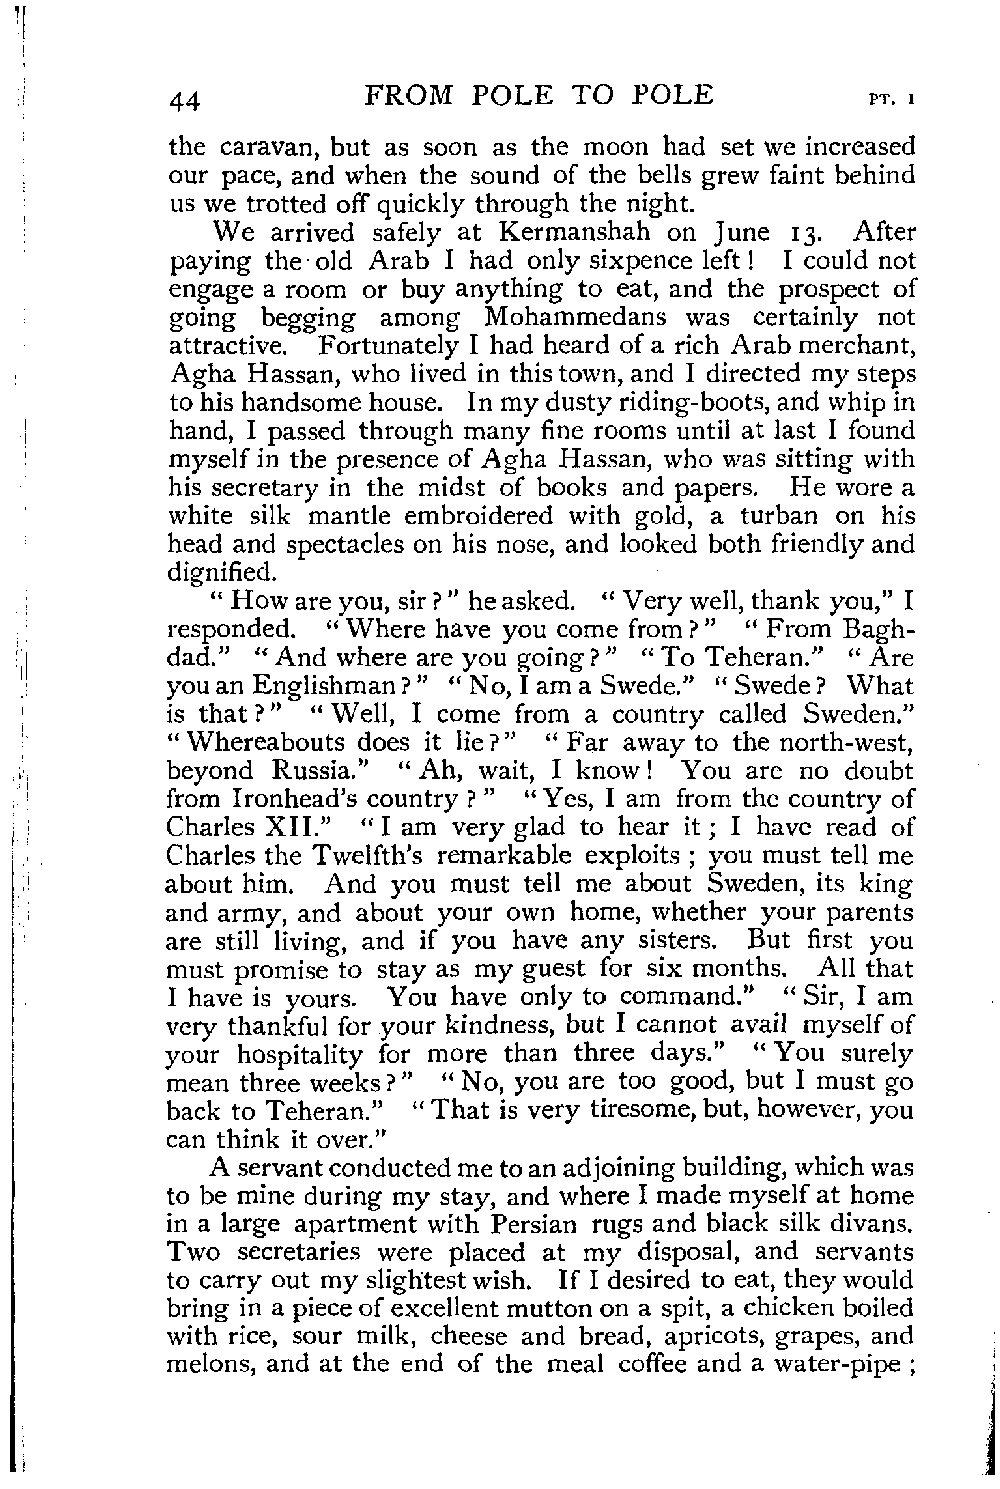 44 FROM POLE TO POLE PT. I
the caravan, but as soon as the moon had set we increased
our pace, and when the sound of the bells grew faint behind
us we trotted off quickly through the night.
We arrived safely at Kermanshah on June 13. After
paying the old Arab I had only sixpence left! I could not
engage a room or buy anything to eat, and the prospect of
going begging among Mohammedans was certainly not
attractive. Fortunately I had heard of a rich Arab merchant,
Agha Hassan, who lived in this town, and I directed my steps
to his handsome house. In my dusty riding-boots, and whip in
hand, I passed through many fine rooms until at last I found
myself in the presence of Agha Hassan, who was sitting with
his secretary in the midst of books and papers. He wore a
white silk mantle embroidered with gold, a turban on his
head and spectacles on his nose, and looked both friendly and
dignified.
"How are you, sir?" he asked. "Very well, thank you," I
responded. "Where have you come from?" "From Bagh-
dad." "And where are you going?" "To Teheran." "Are
you an Englishman?" "No, I am a Swede." "Swede? What
is that?" "Well, I come from a country called Sweden."
"Whereabouts does it lie?" "Far away to the north-west,
beyond Russia." "Ah, wait, I know! You are no doubt
from Ironhead's country?" "Yes, I am from the country of
Charles XII." "I am very glad to hear it; I have read of
Charles the Twelfth's remarkable exploits; you must tell me
about him. And you must tell me about Sweden, its king
and army, and about your own home, whether your parents
are still living, and if you have any sisters. But first you
must promise to stay as my guest for six months. All that
I have is yours. You have only to command." "Sir, I am
very thankful for your kindness, but I cannot avail myself of
your hospitality for more than three days." "You surely
mean three weeks?" "No, you are too good, but I must go
back to Teheran." "That is very tiresome, but, however, you
can think it over."
A servant conducted me to an adjoining building, which was
to be mine during my stay, and where I made myself at home
in a large apartment with Persian rugs and black silk divans.
Two secretaries were placed at my disposal, and servants
to carry out my slightest wish. If I desired to eat, they would
bring in a piece of excellent mutton on a spit, a chicken boiled
with rice, sour milk, cheese and bread, apricots, grapes, and
melons, and at the end of the meal coffee and a water-pipe;